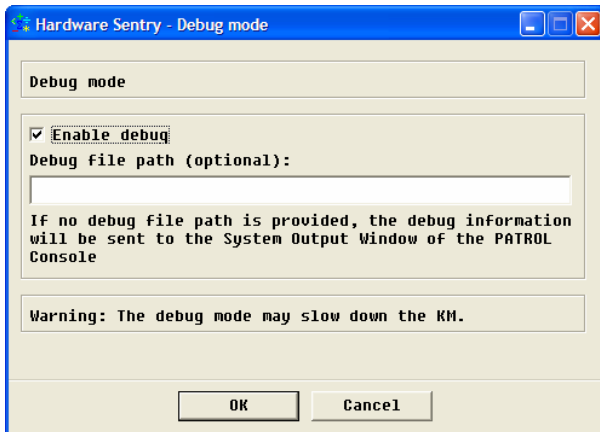 Hardware Sentry - Debug mode
Debug mode
Enable debug
Debug file path (optional):
If no debug file path is provided, the debug information
will be sent to the System Output Window of the PATROL
Console
Warning: The debug mode may slow down the KM.
OK Cancel